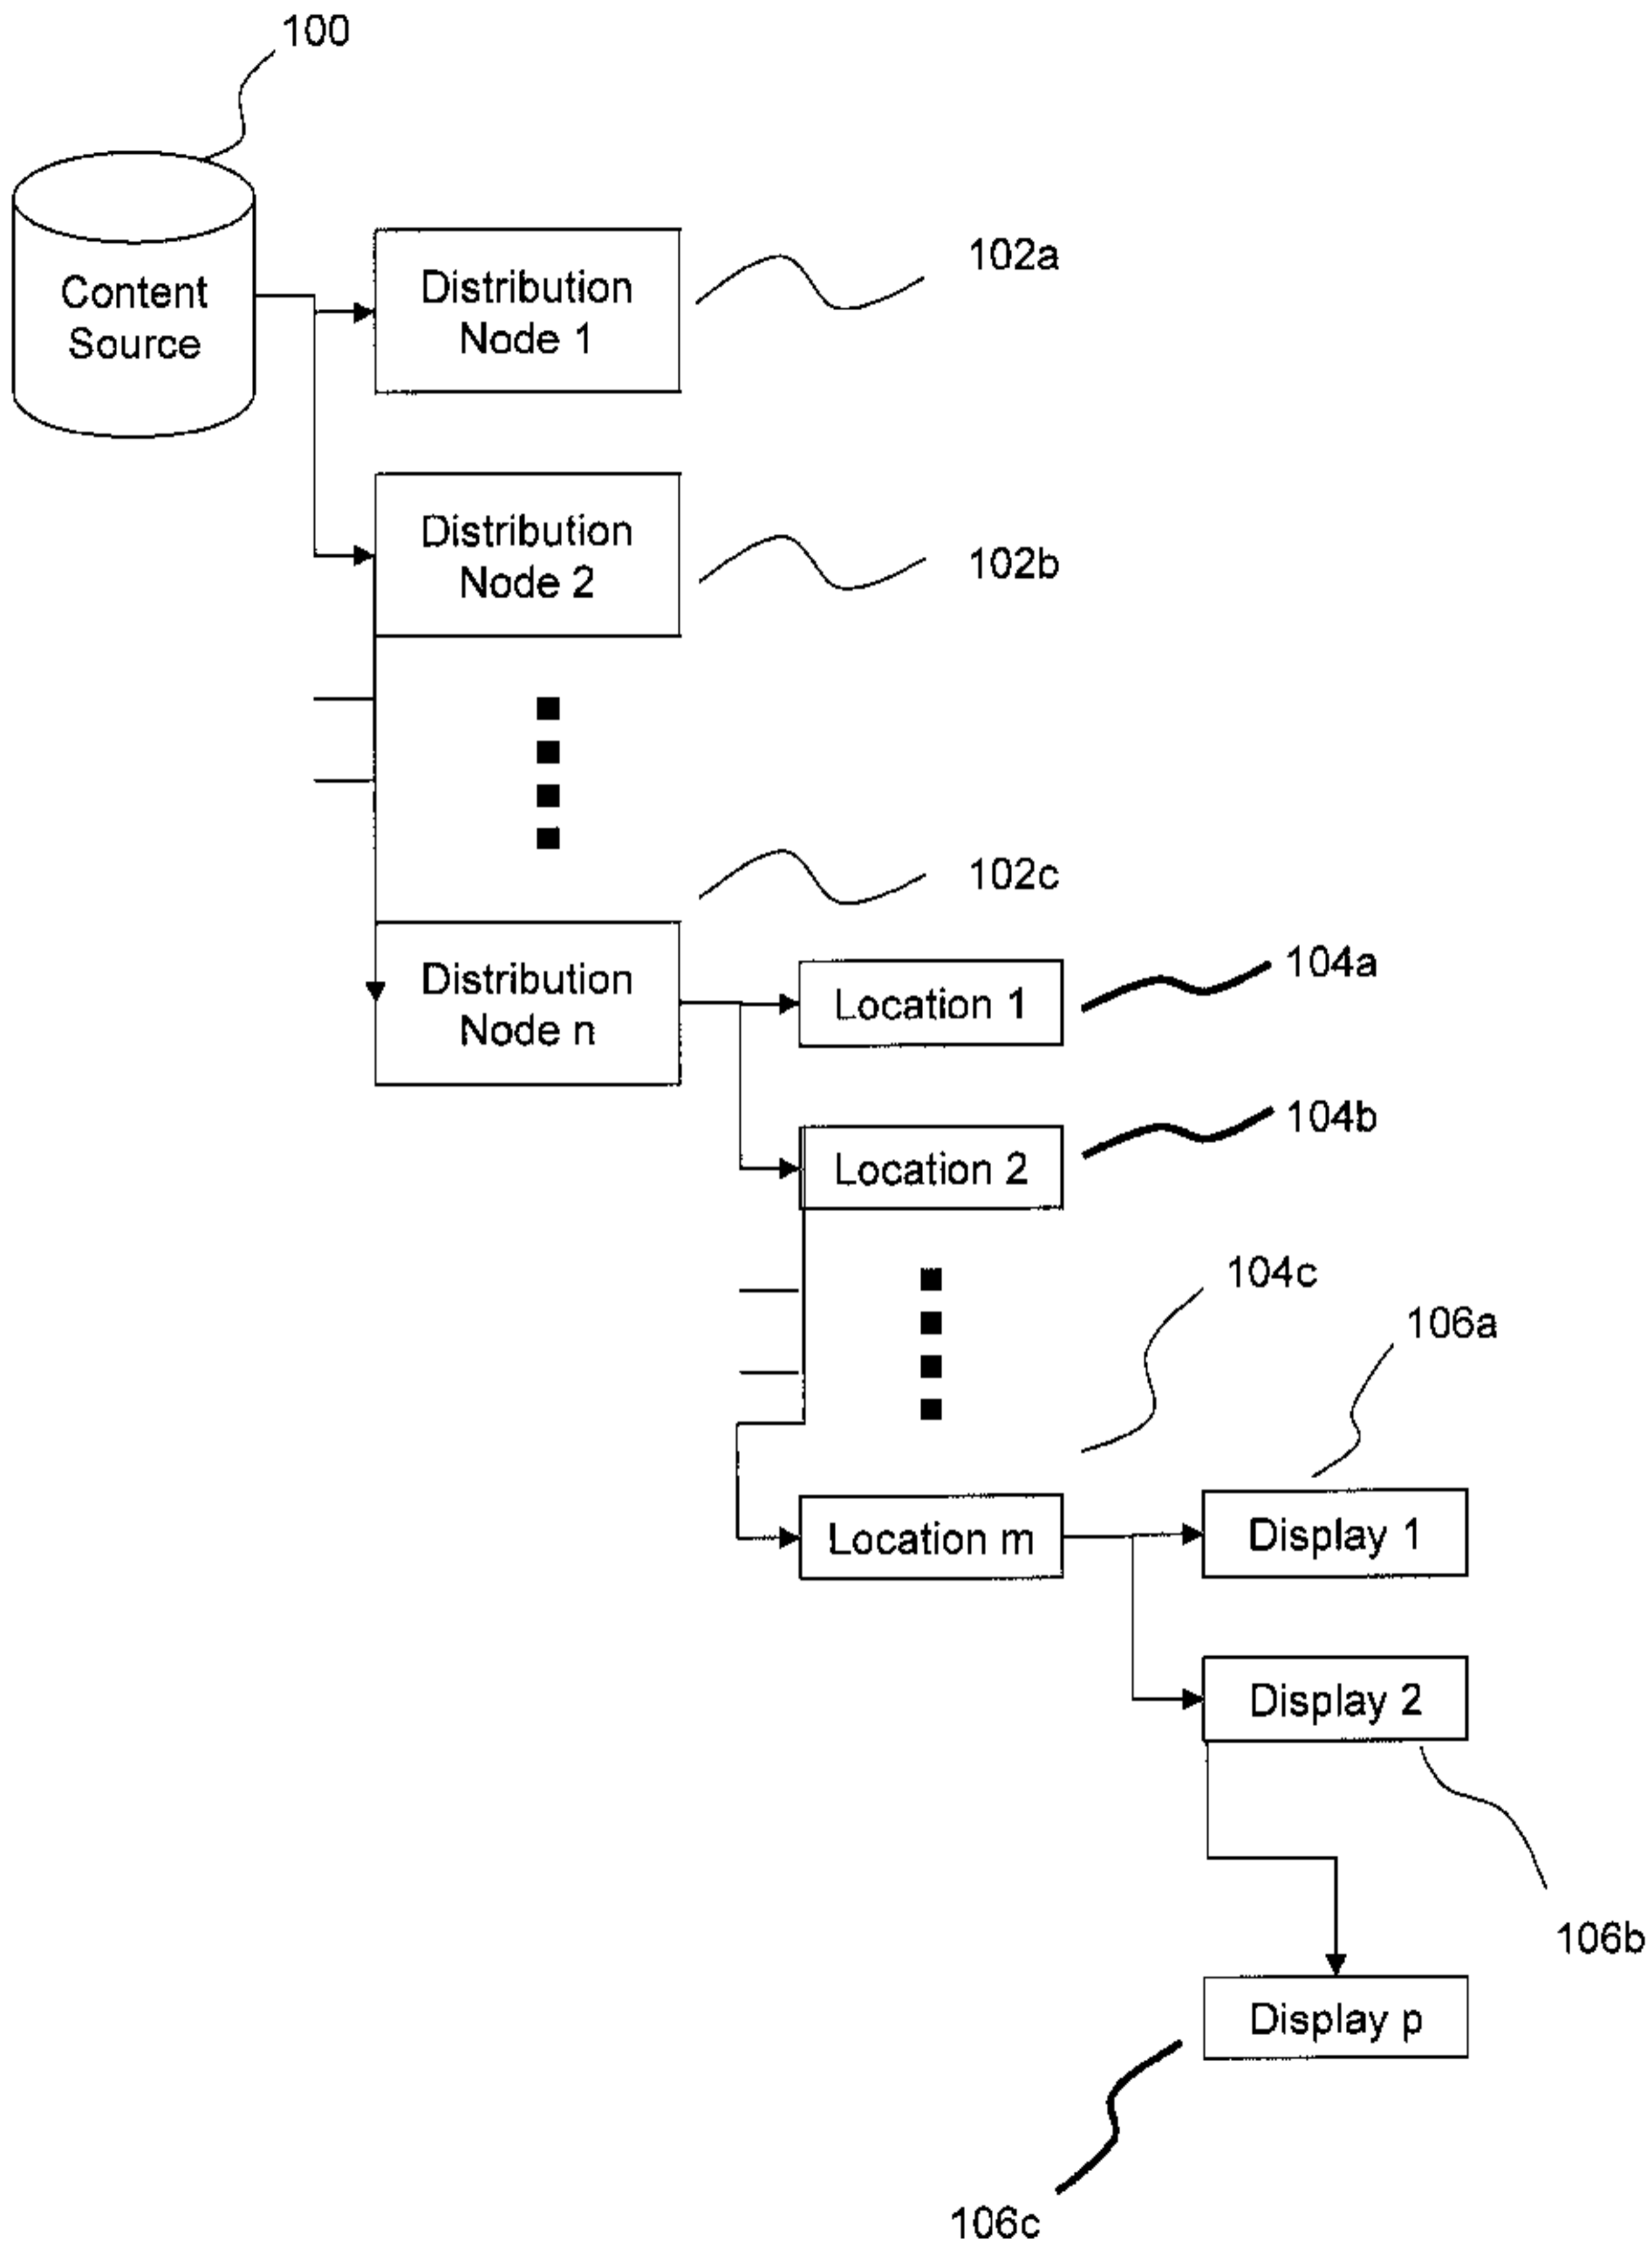 100
Content
Source
Distribution
Node 1
102a
Distribution
Node 2
102b
102c
Distribution
Node n
104a
Location 1
104b
Location 2
104c
106a
Location m
Display 1
Display 2
106b
Display p
106c